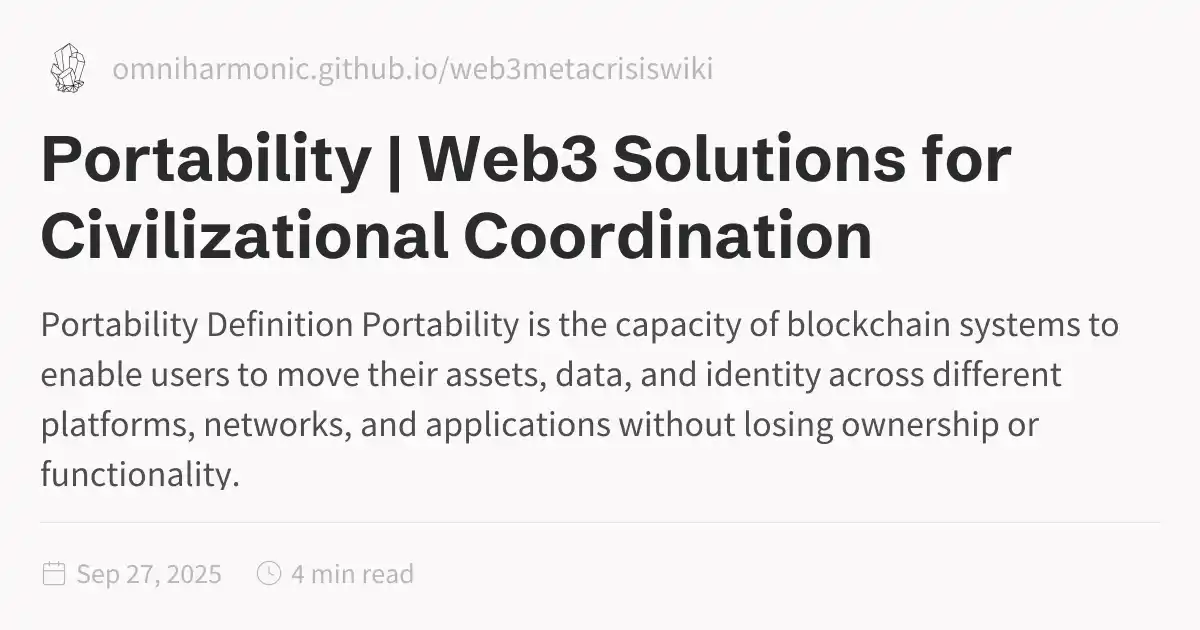 omniharmonic.github.io/web3metacrisiswiki
Portability | Web3 Solutions for
Civilizational Coordination
Portability Definition Portability is the capacity of blockchain systems to
enable users to move their assets, data, and identity across different
platforms, networks, and applications without losing ownership or
functionality.
Sep 27, 2025
4 min read